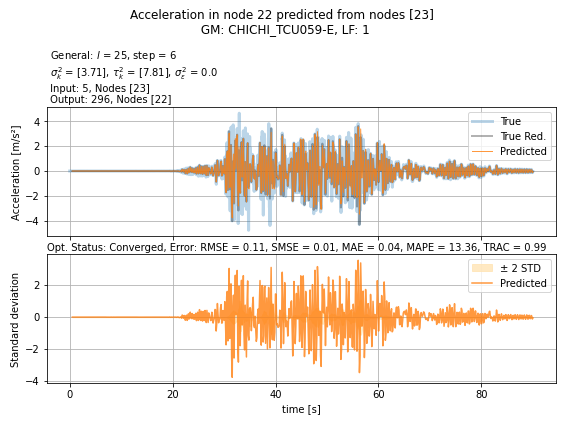 Acceleration in node 22 predicted from nodes [23]
GM: CHICHI_TCU059-E, LF: 1
General: l = 25, step = 6
σ²ₖ = [3.71], τ²ₖ = [7.81], σ²ε = 0.0
Input: 5, Nodes [23]
Output: 296, Nodes [22]
Acceleration [m/s²]
4
2
0
−2
−4
True
True Red.
Predicted
Opt. Status: Converged, Error: RMSE = 0.11, SMSE = 0.01, MAE = 0.04, MAPE = 13.36, TRAC = 0.99
Standard deviation
2
0
−2
−4
± 2 STD
Predicted
0 20 40 60 80
time [s]